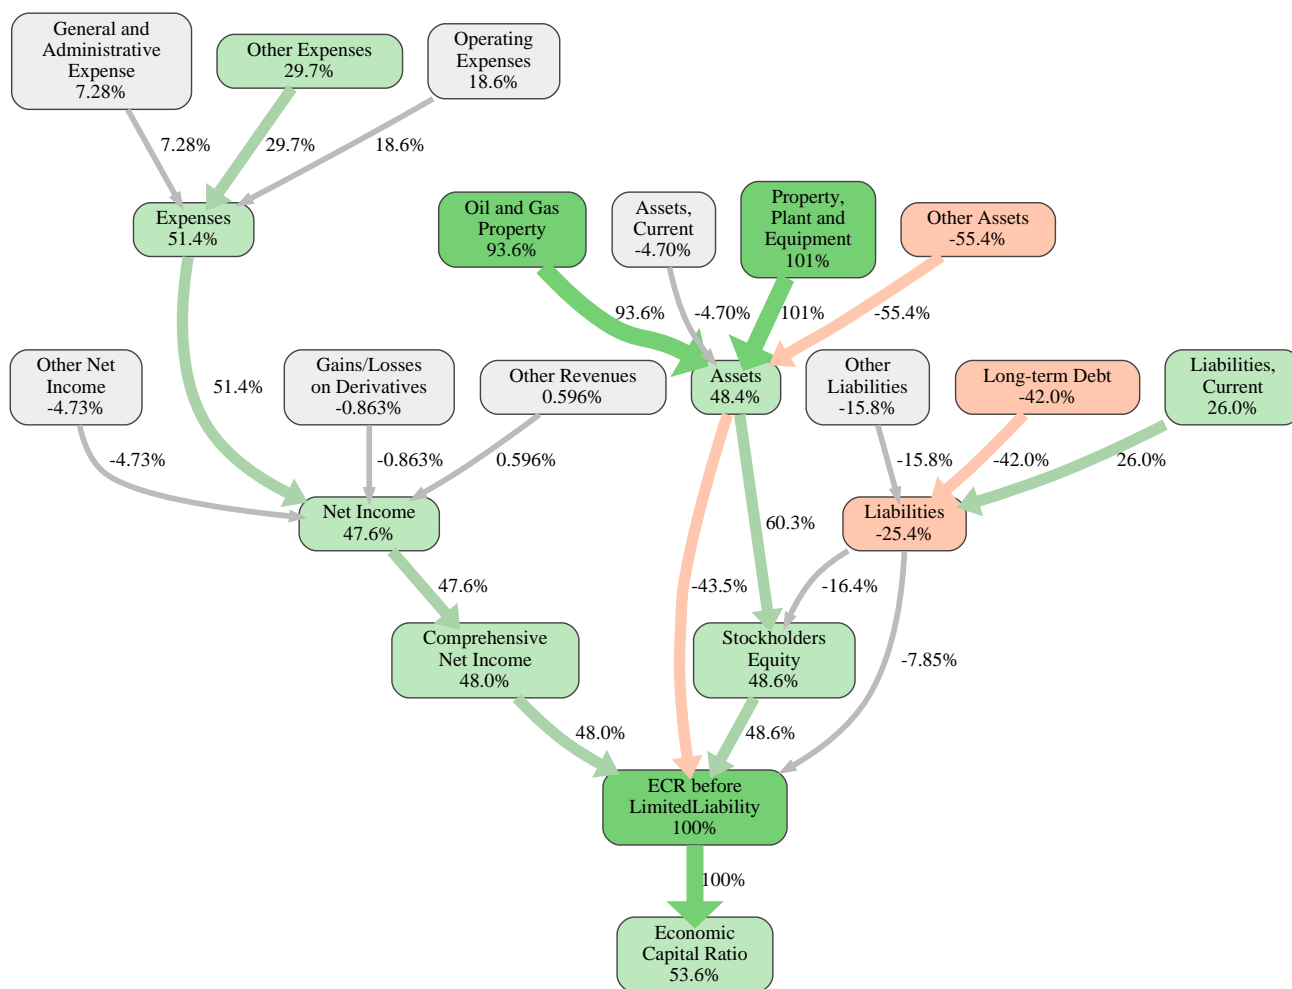 General and
Administrative
Expense
7.28%
Other Expenses
29.7%
Operating
Expenses
18.6%
7.28%
29.7%
18.6%
Expenses
51.4%
Oil and Gas
Property
93.6%
Assets,
Current
-4.70%
Property,
Plant and
Equipment
101%
Other Assets
-55.4%
93.6%
-4.70%
101%
-55.4%
Other Net
Income
-4.73%
51.4%
Gains/Losses
on Derivatives
-0.863%
Other Revenues
0.596%
Assets
48.4%
Other
Liabilities
-15.8%
Long-term Debt
-42.0%
Liabilities,
Current
26.0%
-4.73%
-0.863%
0.596%
-15.8%
-42.0%
26.0%
Net Income
47.6%
60.3%
Liabilities
-25.4%
47.6%
-43.5%
-16.4%
Comprehensive
Net Income
48.0%
Stockholders
Equity
48.6%
-7.85%
48.0%
48.6%
ECR before
LimitedLiability
100%
100%
Economic
Capital Ratio
53.6%